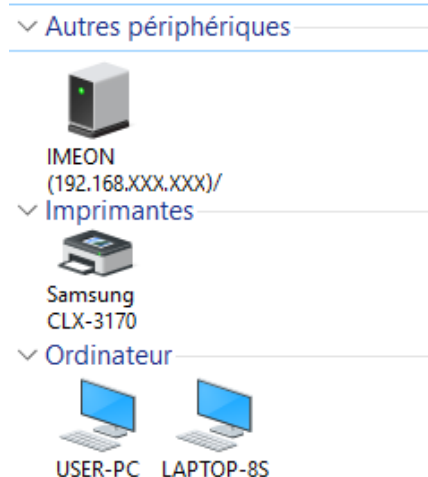 Autres périphériques
IMEON
(192.168.XXX.XXX)/
Imprimantes
Samsung
CLX-3170
Ordinateur
USER-PC LAPTOP-8S